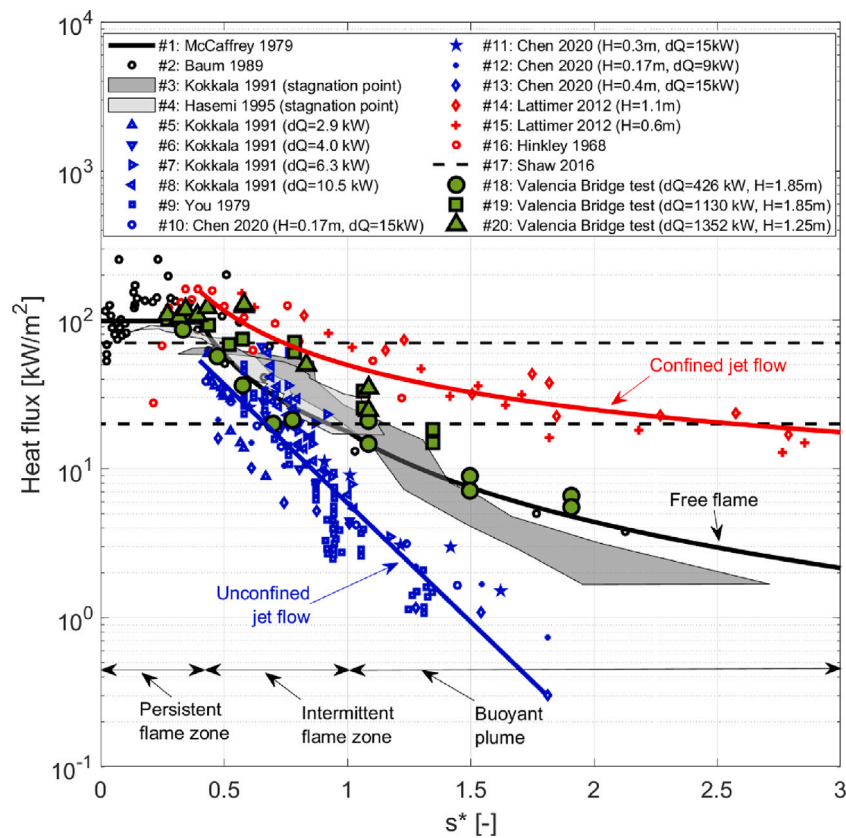 10^4
10^3
10^2
10^1
10^0
10^-1
Heat flux [kW/m^2]
#1: McCaffrey 1979
#2: Baum 1989
#3: Kokkala 1991 (stagnation point)
#4: Hasemi 1995 (stagnation point)
#5: Kokkala 1991 (dQ=2.9 kW)
#6: Kokkala 1991 (dQ=4.0 kW)
#7: Kokkala 1991 (dQ=6.3 kW)
#8: Kokkala 1991 (dQ=10.5 kW)
#9: You 1979
#10: Chen 2020 (H=0.17m, dQ=15kW)
#11: Chen 2020 (H=0.3m, dQ=15kW)
#12: Chen 2020 (H=0.17m, dQ=9kW)
#13: Chen 2020 (H=0.4m, dQ=15kW)
#14: Lattimer 2012 (H=1.1m)
#15: Lattimer 2012 (H=0.6m)
#16: Hinkley 1968
#17: Shaw 2016
#18: Valencia Bridge test (dQ=426 kW, H=1.85m)
#19: Valencia Bridge test (dQ=1130 kW, H=1.85m)
#20: Valencia Bridge test (dQ=1352 kW, H=1.25m)
Confined jet flow
Free flame
Unconfined
jet flow
Persistent
flame zone
Intermittent
flame zone
Buoyant
plume
0
0.5
1
1.5
2
2.5
3
s* [-]